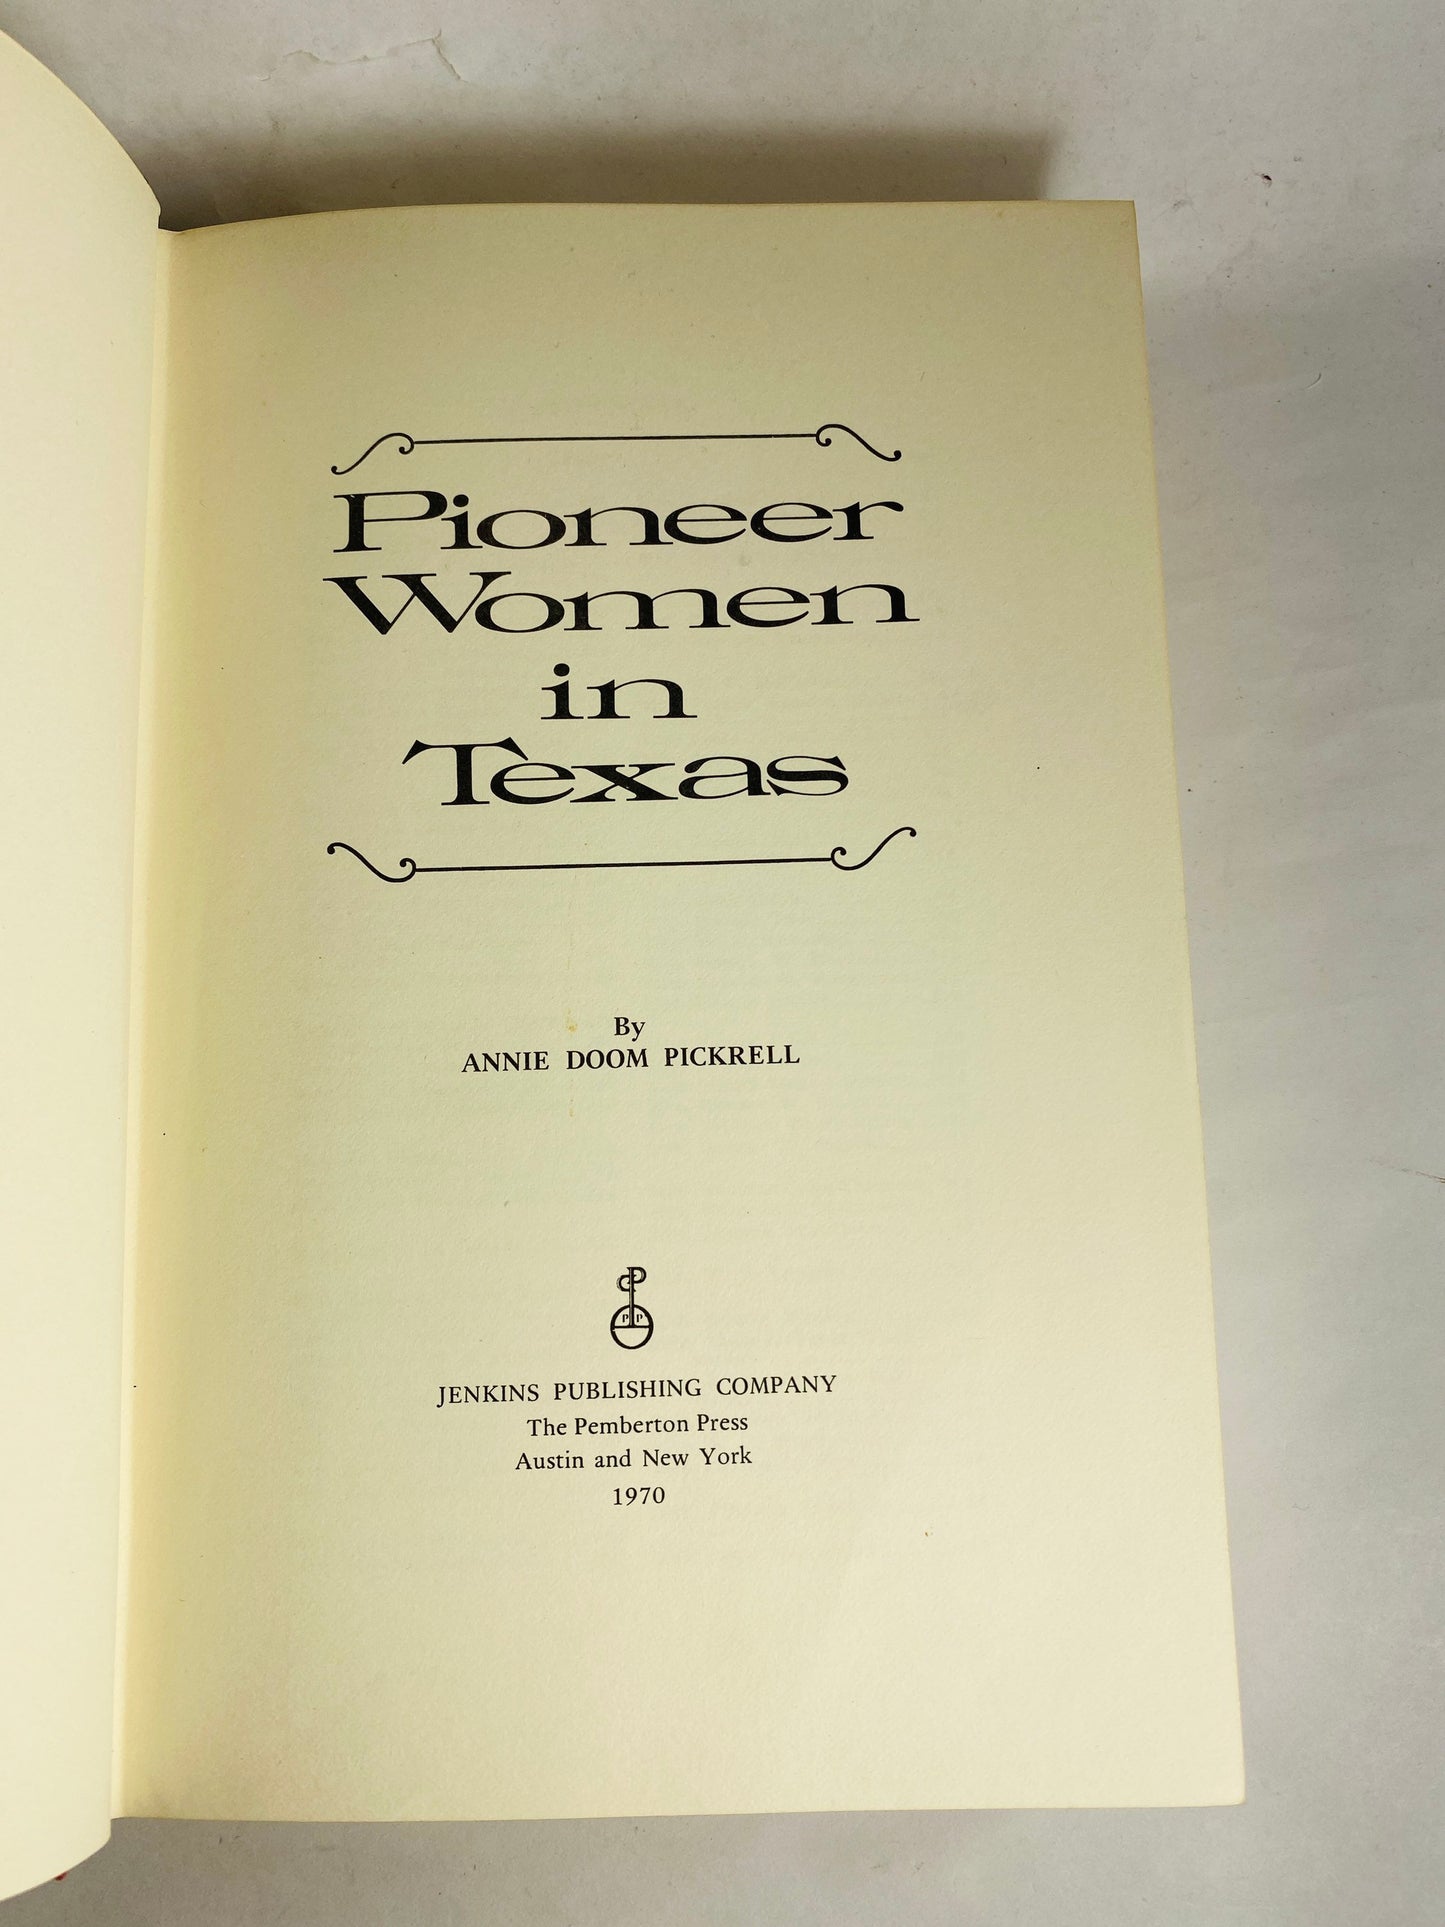 Pioneer
Women
in
Texas
By
ANNIE DOOM PICKRELL
P P
JENKINS PUBLISHING COMPANY
The Pemberton Press
Austin and New York
1970